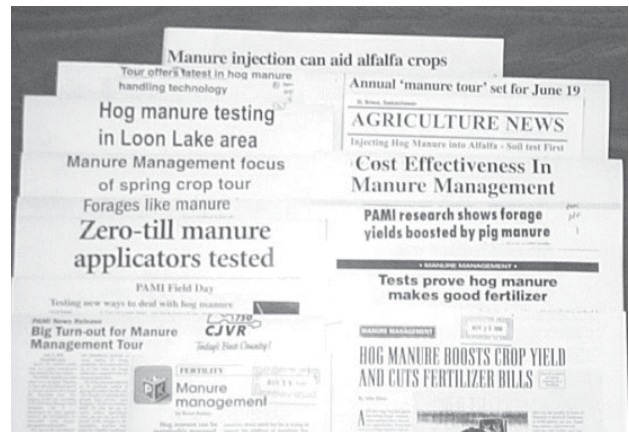 Manure injection can aid alfalfa crops
Tour offers latest in hog manure
handling technology
Annual 'manure tour' set for June 19
Hog manure testing
in Loon Lake area
St. Brieux, Saskatchewan
AGRICULTURE NEWS
Injecting Hog Manure into Alfalfa - Soil test First
Manure Management focus
of spring crop tour
Cost Effectiveness In
Manure Management
Forages like manure
Zero-till manure
applicators tested
PAMI research shows forage
yields boosted by pig manure
PAMI Field Day
Testing new ways to deal with hog manure
• MANURE MANAGEMENT •
Tests prove hog manure
makes good fertilizer
PAMI News Release
Big Turn-out for Manure
Management Tour
1750
CJVR
Today's Best Country!
FERTILITY
Manure
management
MANURE MANAGEMENT
HOG MANURE BOOSTS CROP YIELD
AND CUTS FERTILIZER BILLS